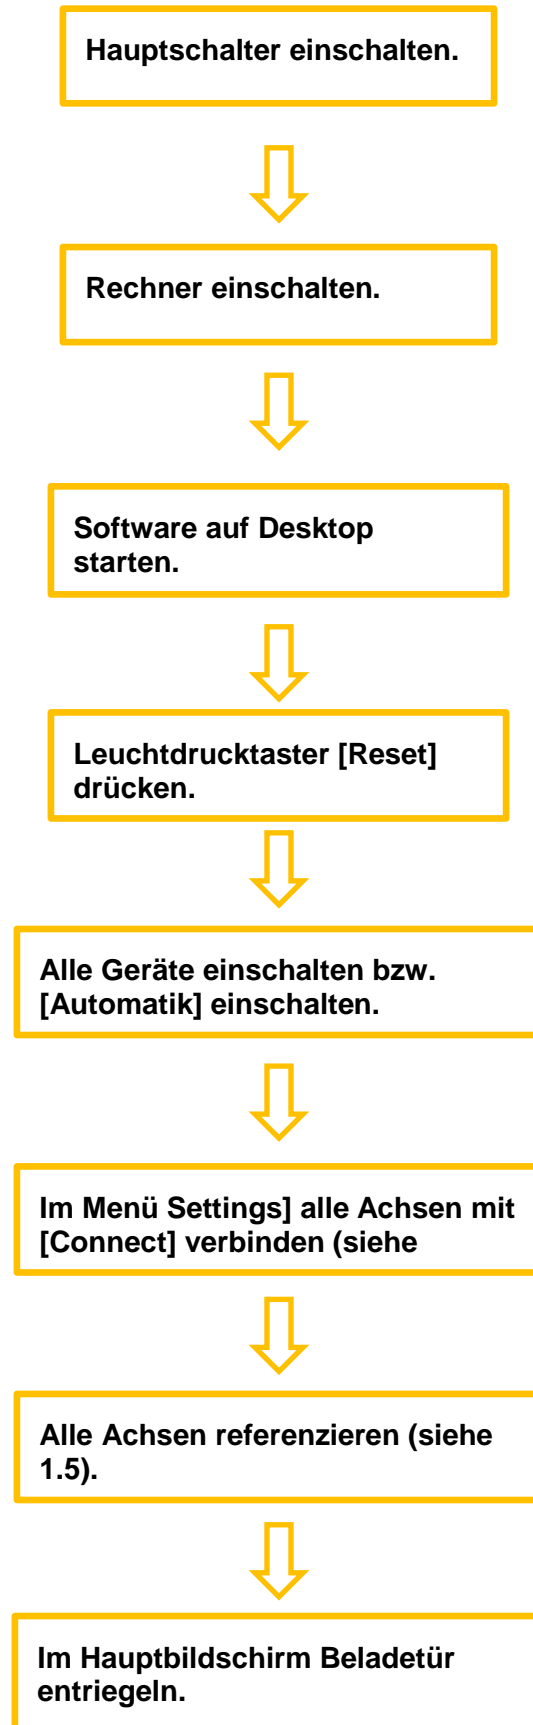 Hauptschalter einschalten.
Rechner einschalten.
Software auf Desktop
starten.
Leuchtdrucktaster [Reset]
drücken.
Alle Geräte einschalten bzw.
[Automatik] einschalten.
Im Menü Settings] alle Achsen mit
[Connect] verbinden (siehe
Alle Achsen referenzieren (siehe
1.5).
Im Hauptbildschirm Beladetür
entriegeln.